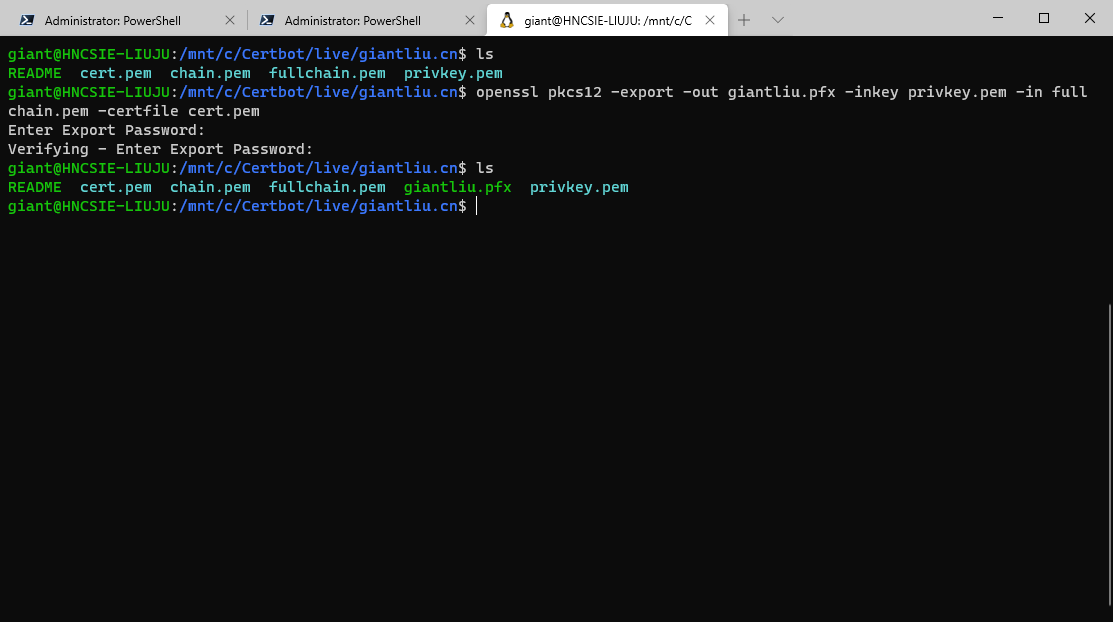 Administrator: PowerShell
Administrator: PowerShell
giant@HNCSIE-LIUJU: /mnt/c/C
giant@HNCSIE-LIUJU:/mnt/c/Certbot/live/giantliu.cn$ ls
README  cert.pem  chain.pem  fullchain.pem  privkey.pem
giant@HNCSIE-LIUJU:/mnt/c/Certbot/live/giantliu.cn$ openssl pkcs12 -export -out giantliu.pfx -inkey privkey.pem -in full
chain.pem -certfile cert.pem
Enter Export Password:
Verifying - Enter Export Password:
giant@HNCSIE-LIUJU:/mnt/c/Certbot/live/giantliu.cn$ ls
README  cert.pem  chain.pem  fullchain.pem  giantliu.pfx  privkey.pem
giant@HNCSIE-LIUJU:/mnt/c/Certbot/live/giantliu.cn$